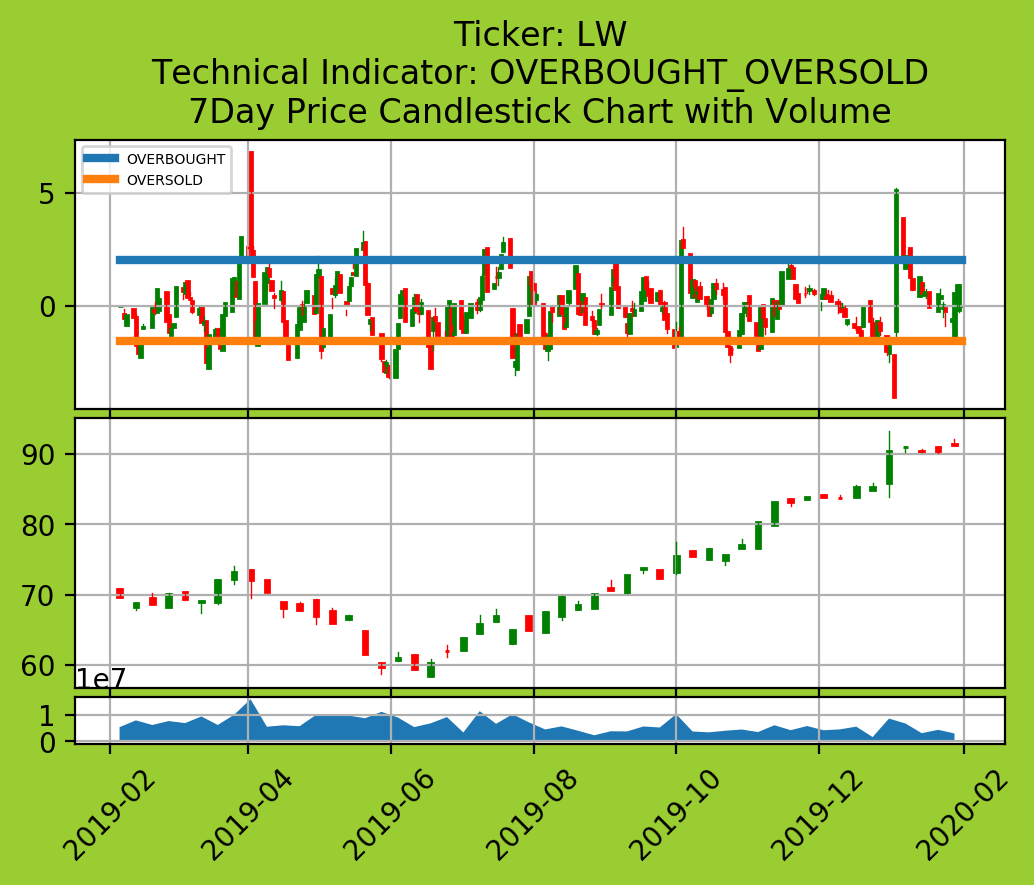 Ticker: LW
Technical Indicator: OVERBOUGHT_OVERSOLD
7Day Price Candlestick Chart with Volume
OVERBOUGHT
OVERSOLD
5
0
90
80
70
60
1e7
1
0
2019-02
2019-04
2019-06
2019-08
2019-10
2019-12
2020-02